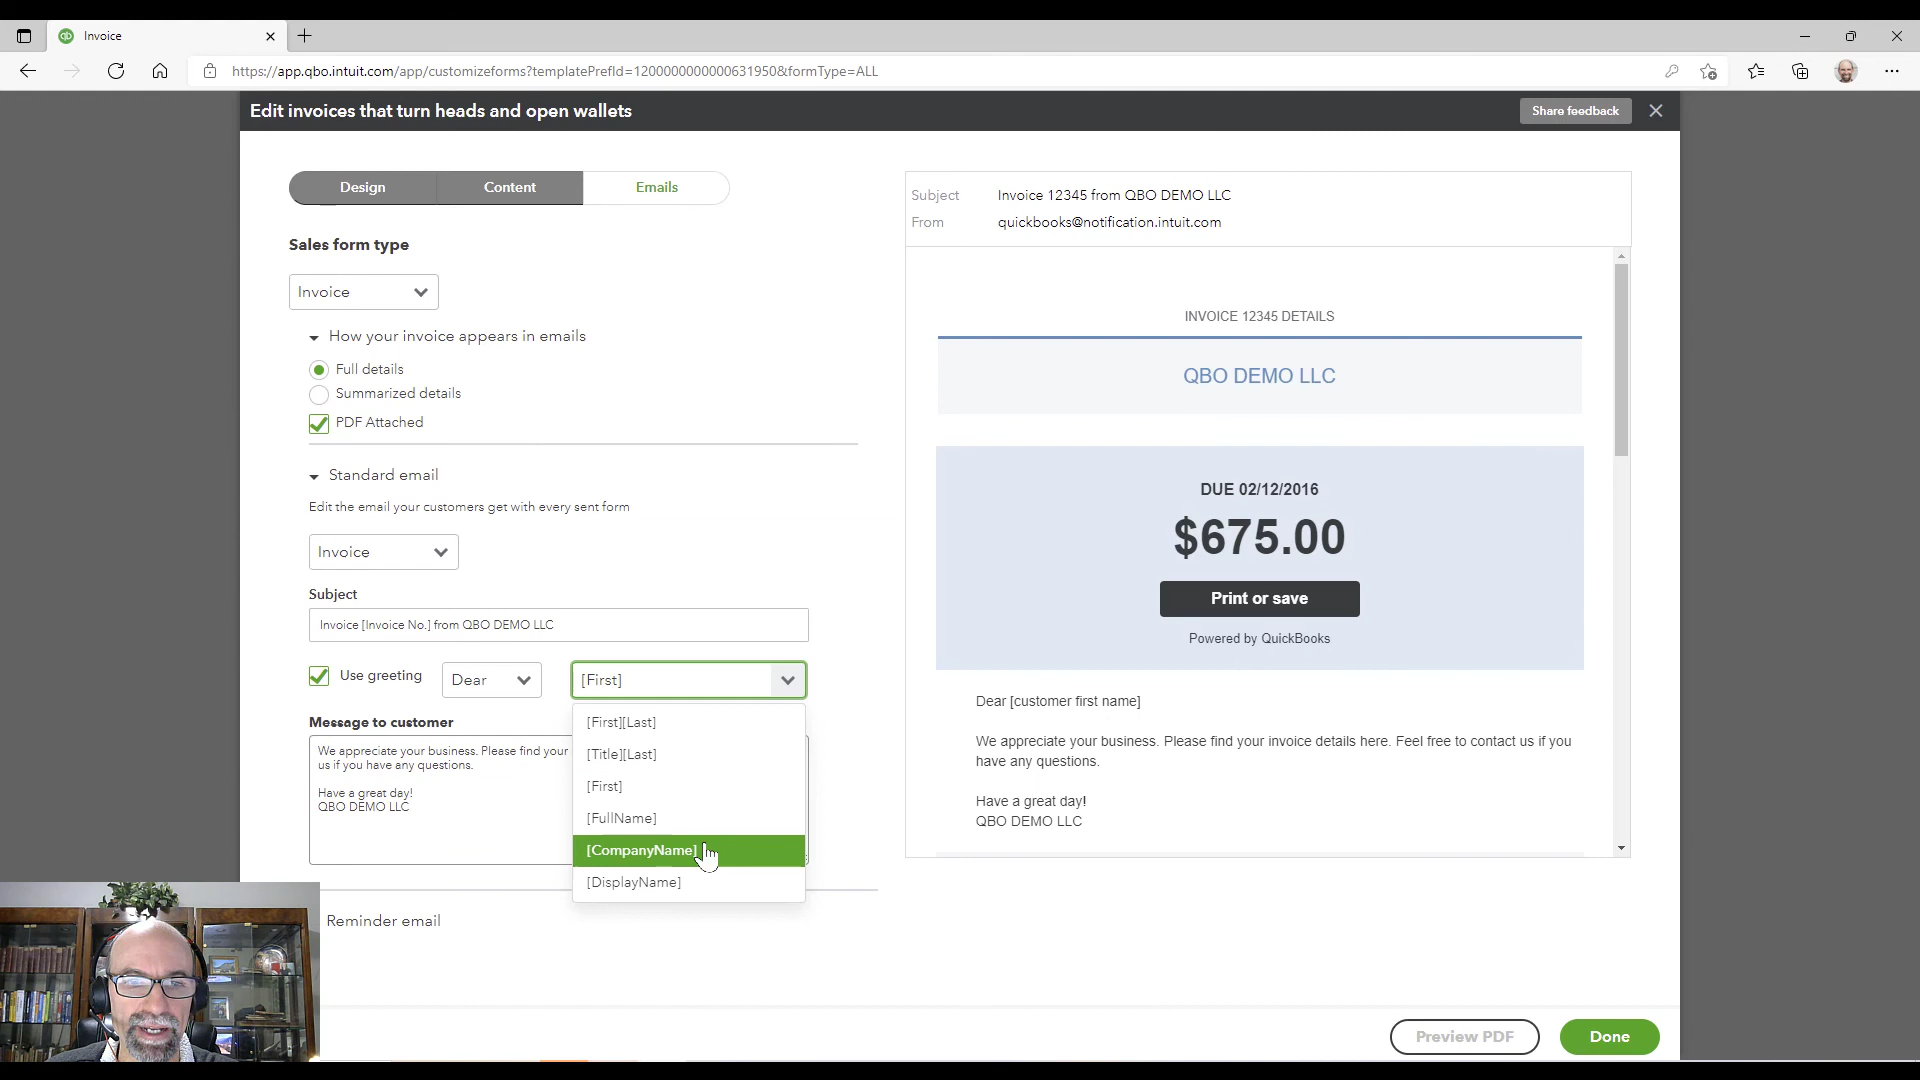 Invoice
https://app.qbo.intuit.com/app/customizeforms?templatePrefId=1200000000000631950&formType=ALL
Edit invoices that turn heads and open wallets
Share feedback
Design
Content
Emails
Sales form type
Invoice
How your invoice appears in emails
Full details
Summarized details
PDF Attached
Standard email
Edit the email your customers get with every sent form
Invoice
Subject
Invoice [Invoice No.] from QBO DEMO LLC
Use greeting
Dear
[First]
[First][Last]
[Title][Last]
[First]
[FullName]
[CompanyName]
[DisplayName]
Message to customer
We appreciate your business. Please find your
us if you have any questions.
Have a great day!
QBO DEMO LLC
Reminder email
Subject Invoice 12345 from QBO DEMO LLC
From quickbooks@notification.intuit.com
INVOICE 12345 DETAILS
QBO DEMO LLC
DUE 02/12/2016
$675.00
Print or save
Powered by QuickBooks
Dear [customer first name]
We appreciate your business. Please find your invoice details here. Feel free to contact us if you
have any questions.
Have a great day!
QBO DEMO LLC
Preview PDF
Done